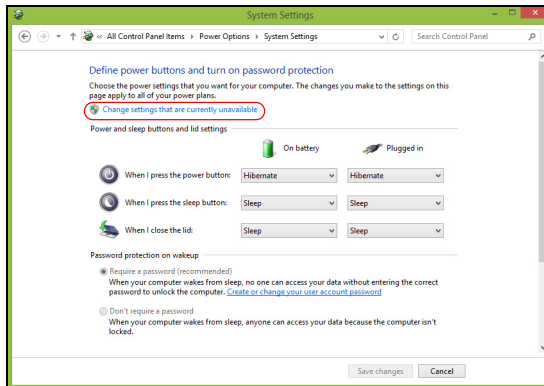 System Settings
« All Control Panel Items › Power Options › System Settings
Search Control Panel
Define power buttons and turn on password protection
Choose the power settings that you want for your computer. The changes you make to the settings on this
page apply to all of your power plans.
Change settings that are currently unavailable
Power and sleep buttons and lid settings
On battery Plugged in
When I press the power button: Hibernate Hibernate
When I press the sleep button: Sleep Sleep
When I close the lid: Sleep Sleep
Password protection on wakeup
Require a password (recommended)
When your computer wakes from sleep, no one can access your data without entering the correct
password to unlock the computer. Create or change your user account password
Don't require a password
When your computer wakes from sleep, anyone can access your data because the computer isn't
locked.
Save changes Cancel